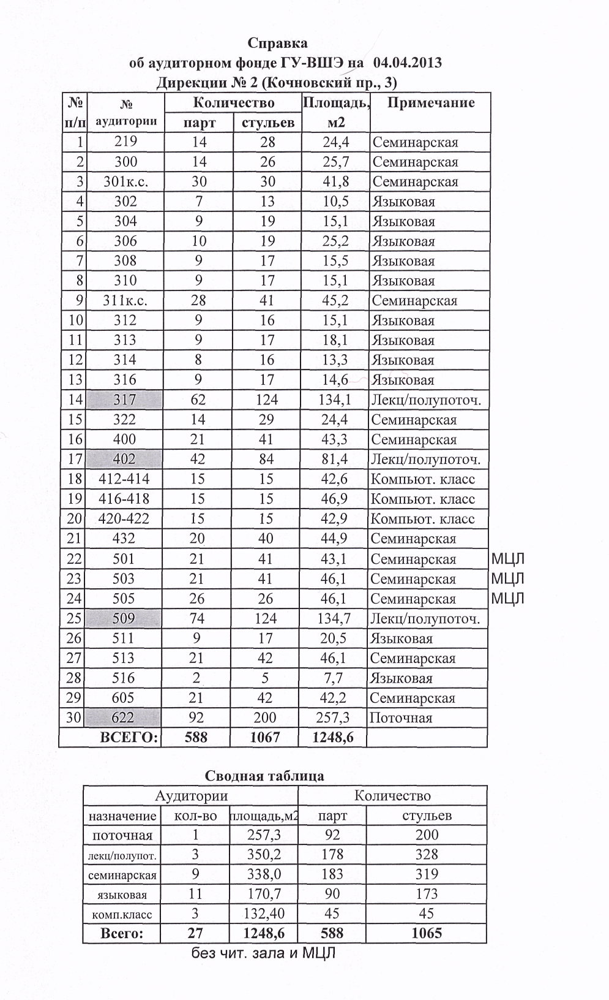 Справка
об аудиторном фонде ГУ-ВШЭ на 04.04.2013
Дирекции № 2 (Кочновский пр., 3)
№ п/п № аудитории Количество Площадь, м2 Примечание
парт стульев
1 219 14 28 24,4 Семинарская
2 300 14 26 25,7 Семинарская
3 301к.с. 30 30 41,8 Семинарская
4 302 7 13 10,5 Языковая
5 304 9 19 15,1 Языковая
6 306 10 19 25,2 Языковая
7 308 9 17 15,5 Языковая
8 310 9 17 15,1 Языковая
9 311к.с. 28 41 45,2 Семинарская
10 312 9 16 15,1 Языковая
11 313 9 17 18,1 Языковая
12 314 8 16 13,3 Языковая
13 316 9 17 14,6 Языковая
14 317 62 124 134,1 Лекц/полупоточ.
15 322 14 29 24,4 Семинарская
16 400 21 41 43,3 Семинарская
17 402 42 84 81,4 Лекц/полупоточ.
18 412-414 15 15 42,6 Компьют. класс
19 416-418 15 15 46,9 Компьют. класс
20 420-422 15 15 42,9 Компьют. класс
21 432 20 40 44,9 Семинарская
22 501 21 41 43,1 Семинарская МЦЛ
23 503 21 41 46,1 Семинарская МЦЛ
24 505 26 26 46,1 Семинарская МЦЛ
25 509 74 124 134,7 Лекц/полупоточ.
26 511 9 17 20,5 Языковая
27 513 21 42 46,1 Семинарская
28 516 2 5 7,7 Языковая
29 605 21 42 42,2 Семинарская
30 622 92 200 257,3 Поточная
ВСЕГО: 588 1067 1248,6
Сводная таблица
Аудитории Количество
назначение кол-во площадь,м2 парт стульев
поточная 1 257,3 92 200
лекц/полупот. 3 350,2 178 328
семинарская 9 338,0 183 319
языковая 11 170,7 90 173
комп.класс 3 132,40 45 45
Всего: 27 1248,6 588 1065
без чит. зала и МЦЛ